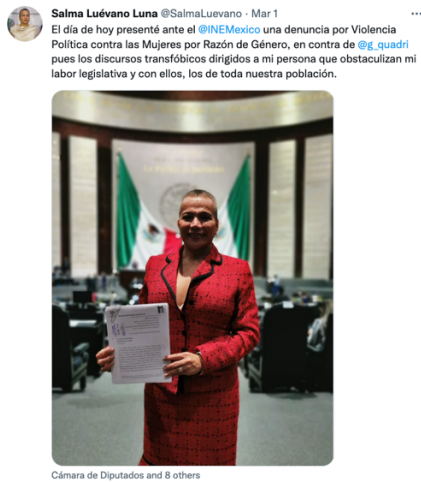 Salma Luévano Luna @SalmaLuevano · Mar 1
El día de hoy presenté ante el @INEMexico una denuncia por Violencia
Política contra las Mujeres por Razón de Género, en contra de @g_quadri
pues los discursos transfóbicos dirigidos a mi persona que obstaculizan mi
labor legislativa y con ellos, los de toda nuestra población.
Cámara de Diputados and 8 others